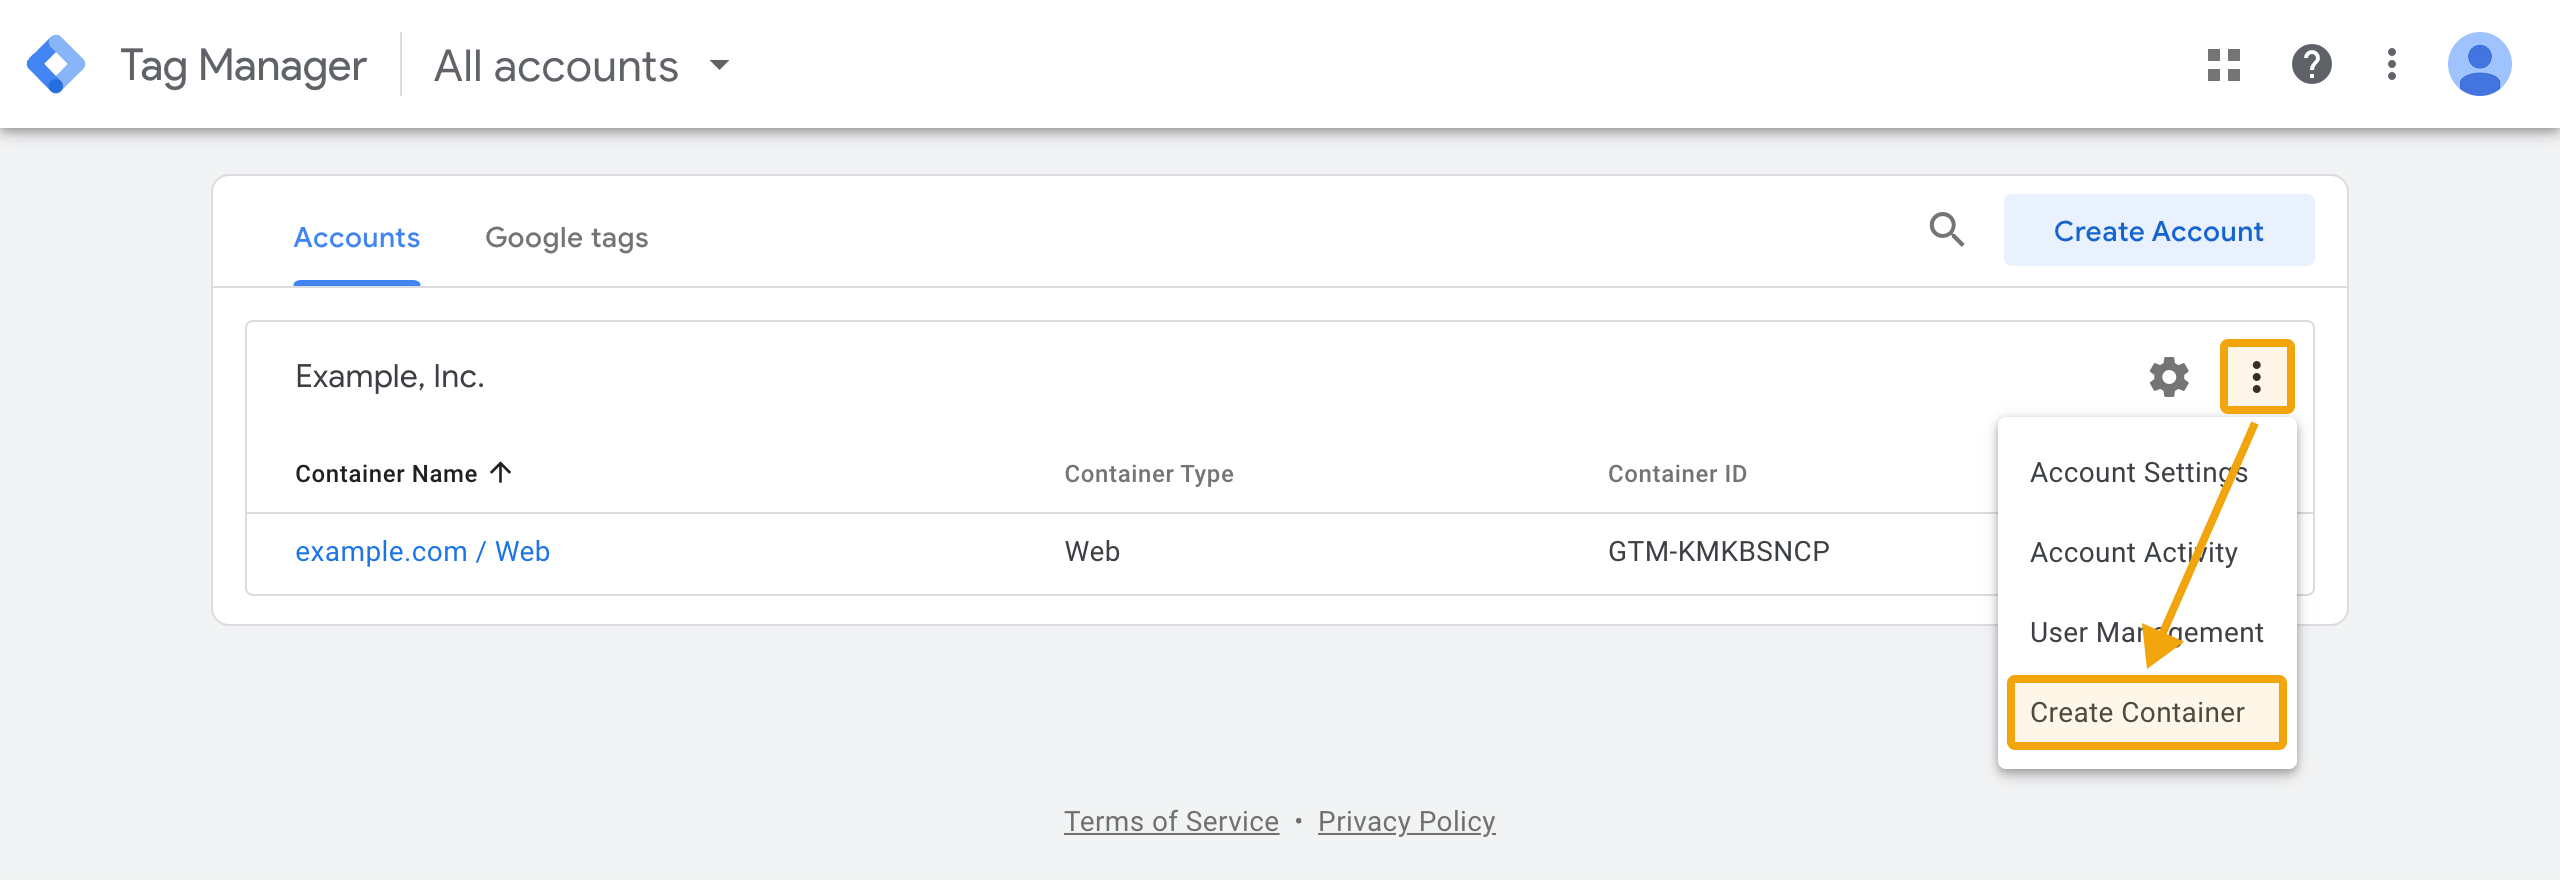 Tag Manager
All accounts
Accounts
Google tags
Create Account
Example, Inc.
Container Name
Container Type
Container ID
example.com / Web
Web
GTM-KMKBSNCP
Account Settings
Account Activity
User Management
Create Container
Terms of Service • Privacy Policy